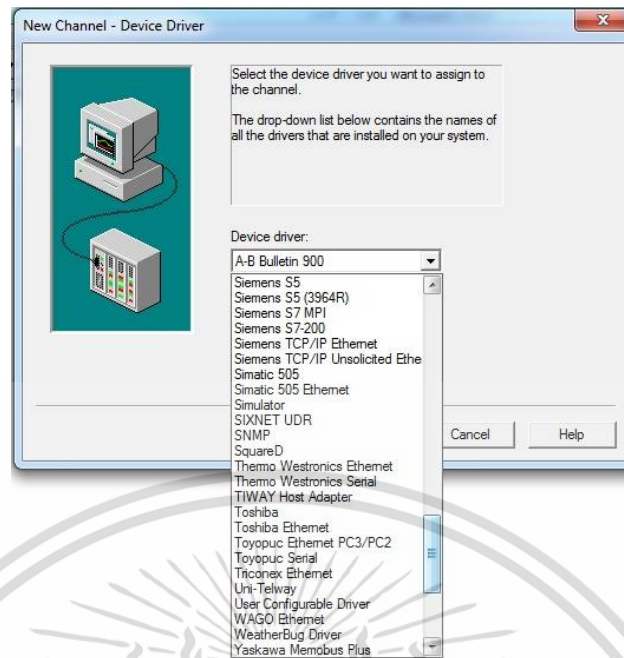 New Channel - Device Driver
Select the device driver you want to assign to
the channel.
The drop-down list below contains the names of
all the drivers that are installed on your system.
Device driver:
A-B Bulletin 900
Siemens S5
Siemens S5 (3964R)
Siemens S7 MPI
Siemens S7-200
Siemens TCP/IP Ethernet
Siemens TCP/IP Unsolicited Ethe
Simatic 505
Simatic 505 Ethernet
Simulator
SIXNET UDR
SNMP
SquareD
Thermo Westronics Ethernet
Thermo Westronics Serial
TIWAY Host Adapter
Toshiba
Toshiba Ethernet
Toyopuc Ethernet PC3/PC2
Toyopuc Serial
Triconex Ethernet
Uni-Telway
User Configurable Driver
WAGO Ethernet
WeatherBug Driver
Yaskawa Memobus Plus
Cancel
Help